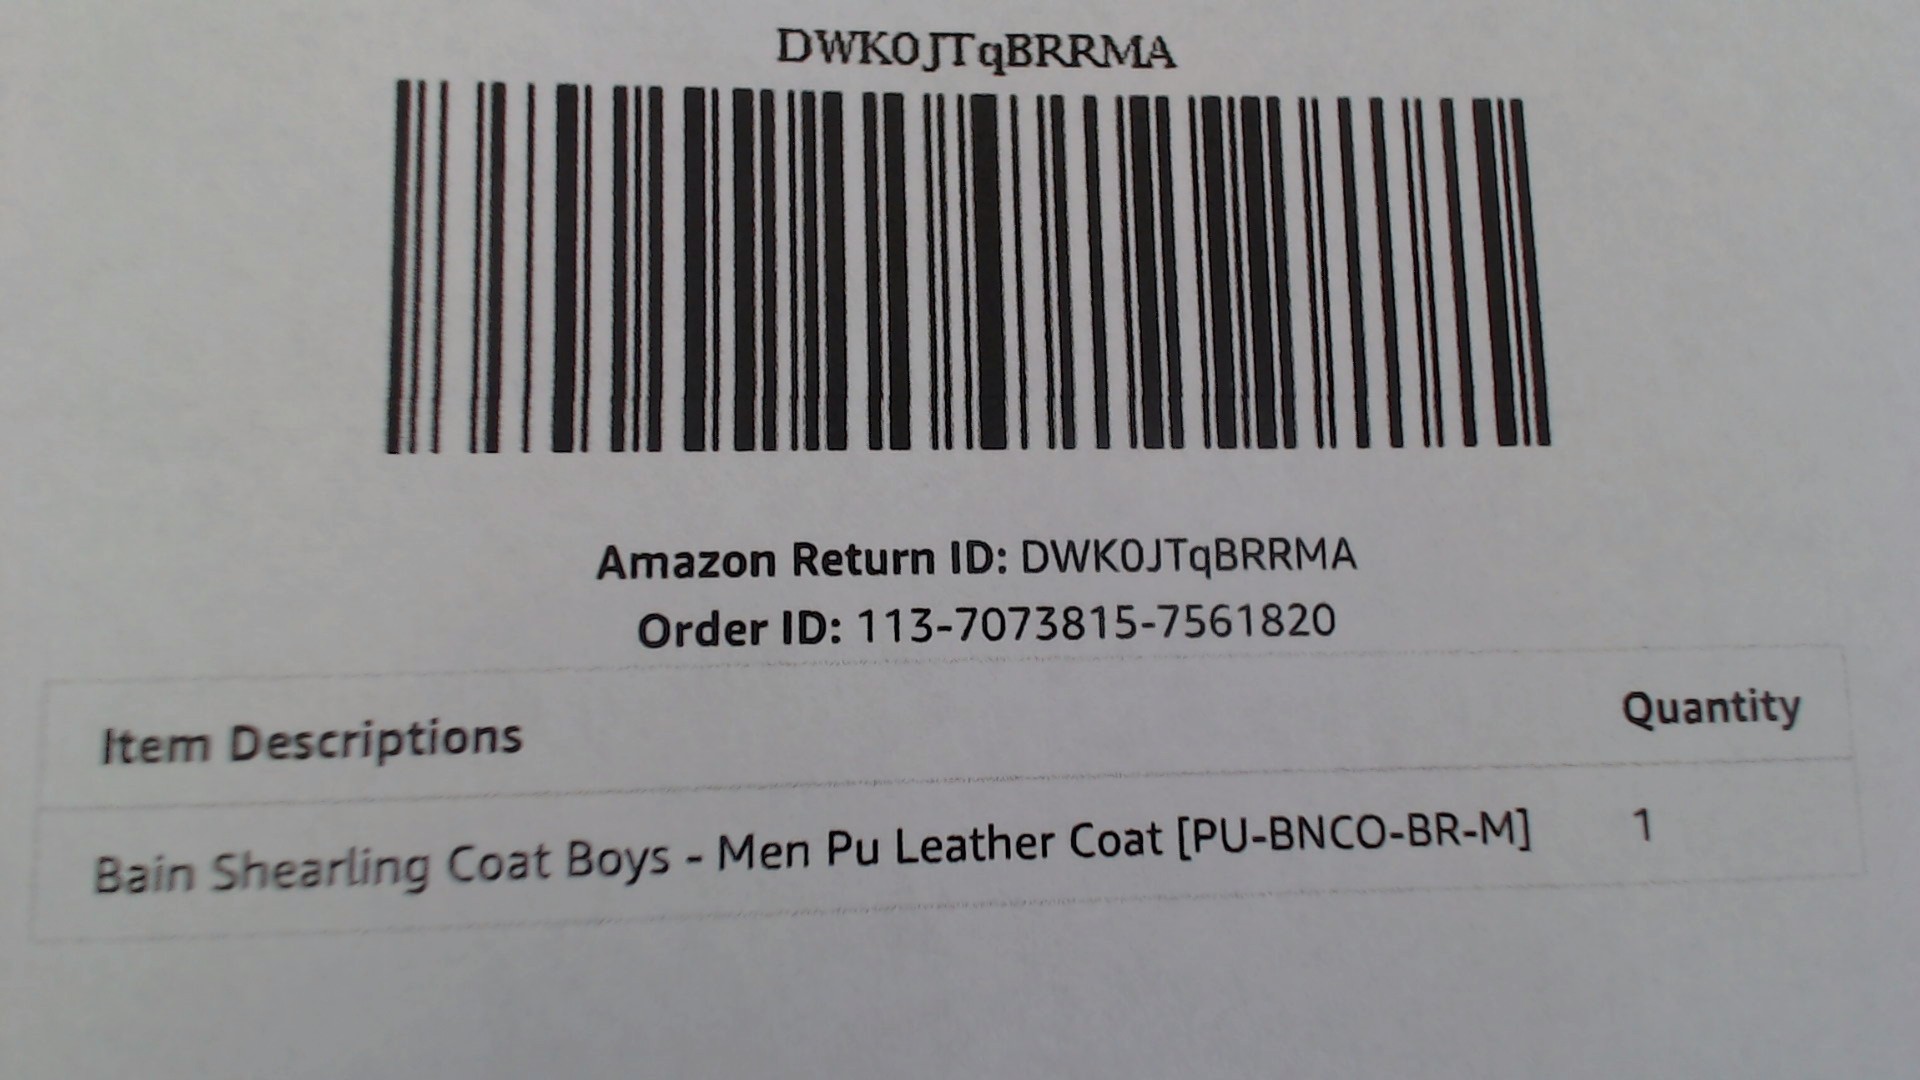 DWK0JTqBRRMA
Amazon Return ID: DWK0JTqBRRMA
Order ID: 113-7073815-7561820
Item Descriptions Quantity
Bain Shearling Coat Boys - Men Pu Leather Coat [PU-BNCO-BR-M] 1